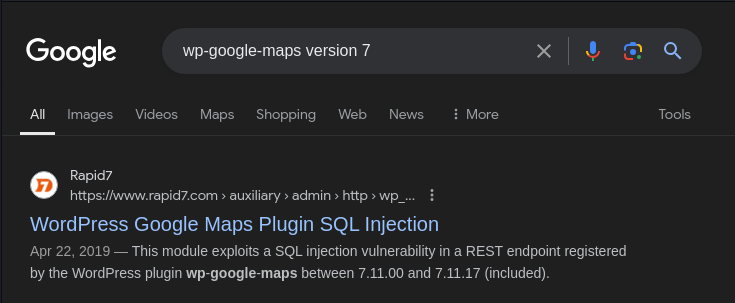 Google
wp-google-maps version 7
All Images Videos Maps Shopping Web News More Tools
Rapid7
https://www.rapid7.com › auxiliary › admin › http › wp_...
WordPress Google Maps Plugin SQL Injection
Apr 22, 2019 — This module exploits a SQL injection vulnerability in a REST endpoint registered
by the WordPress plugin wp-google-maps between 7.11.00 and 7.11.17 (included).